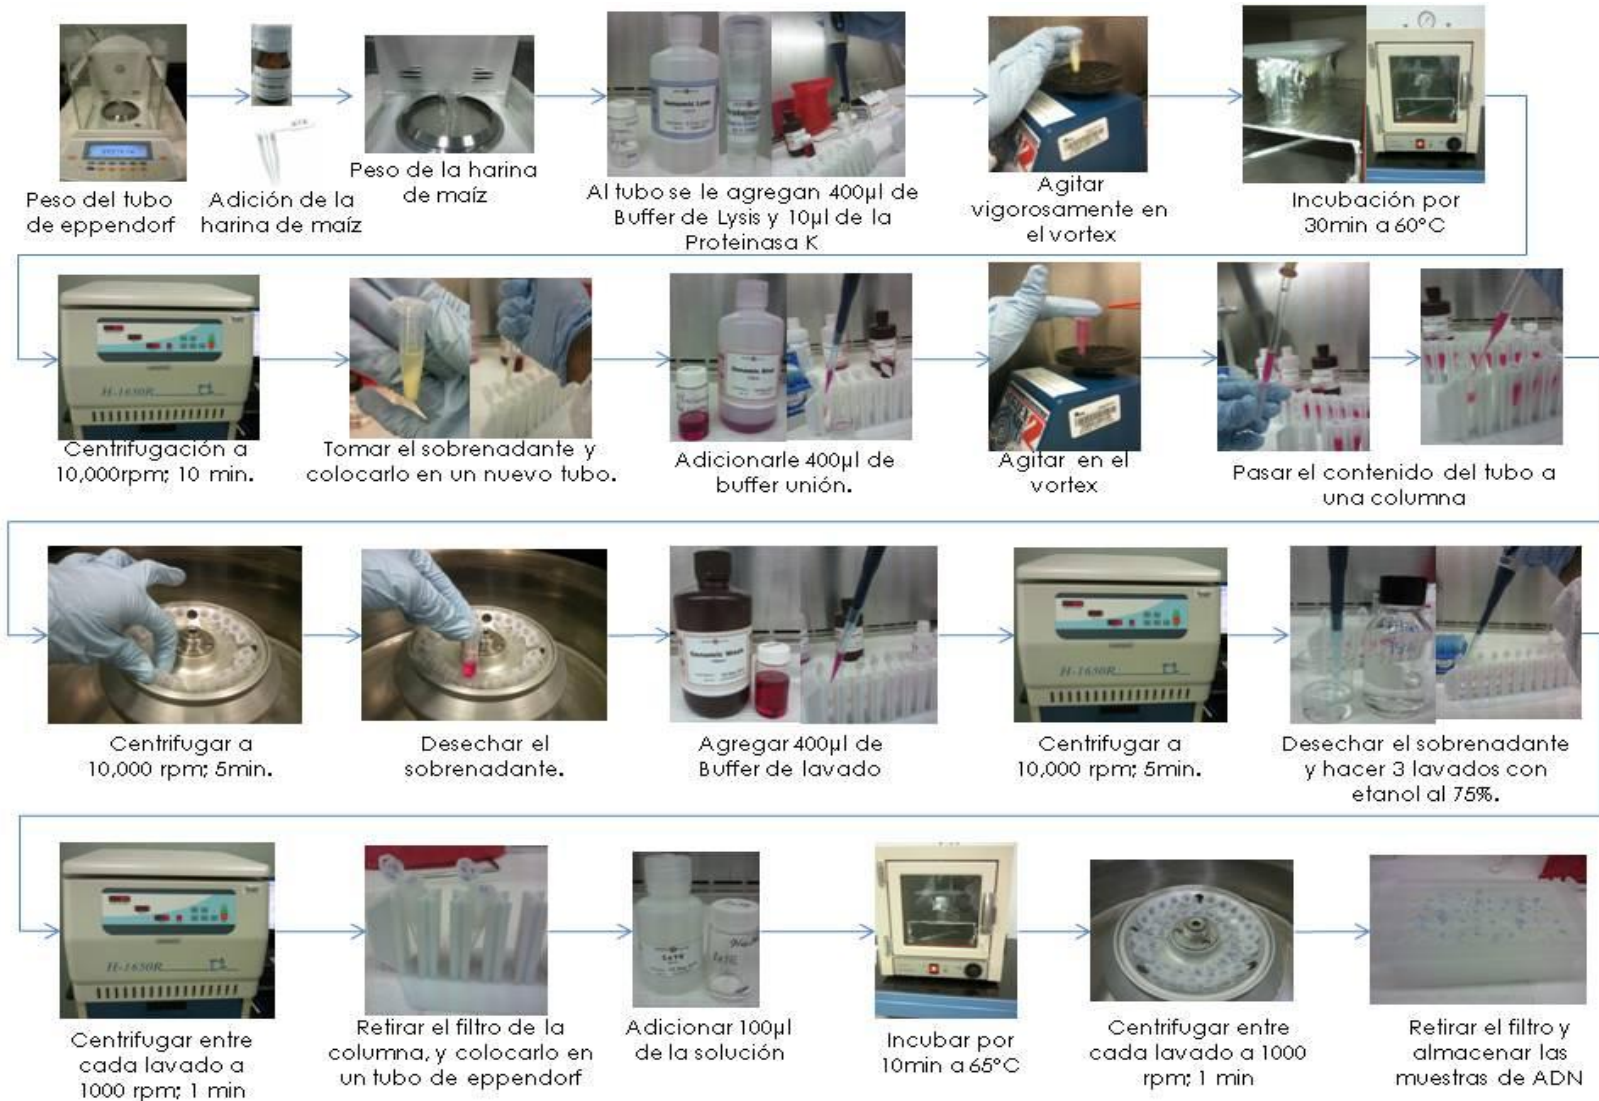 Peso del tubo
de eppendorf
Adición de la
harina de maíz
Peso de la harina
de maíz
Genomic Lysis
Al tubo se le agregan 400µl de
Buffer de Lysis y 10µl de la
Proteinasa K
Agitar
vigorosamente en
el vortex
Incubación por
30min a 60°C
H-1650R
Centrifugación a
10,000rpm; 10 min.
Tomar el sobrenadante y
colocarlo en un nuevo tubo.
Adicionarle 400µl de
buffer unión.
Agitar en el
vortex
Pasar el contenido del tubo a
una columna
Centrifugar a
10,000 rpm; 5min.
Desechar el
sobrenadante.
Genomic Wash
Agregar 400µl de
Buffer de lavado
H-1650R
Centrifugar a
10,000 rpm; 5min.
Desechar el sobrenadante
y hacer 3 lavados con
etanol al 75%.
H-1650R
Centrifugar entre
cada lavado a
1000 rpm; 1 min
Retirar el filtro de la
columna, y colocarlo en
un tubo de eppendorf
Adicionar 100µl
de la solución
Incubar por
10min a 65°C
Centrifugar entre
cada lavado a 1000
rpm; 1 min
Retirar el filtro y
almacenar las
muestras de ADN